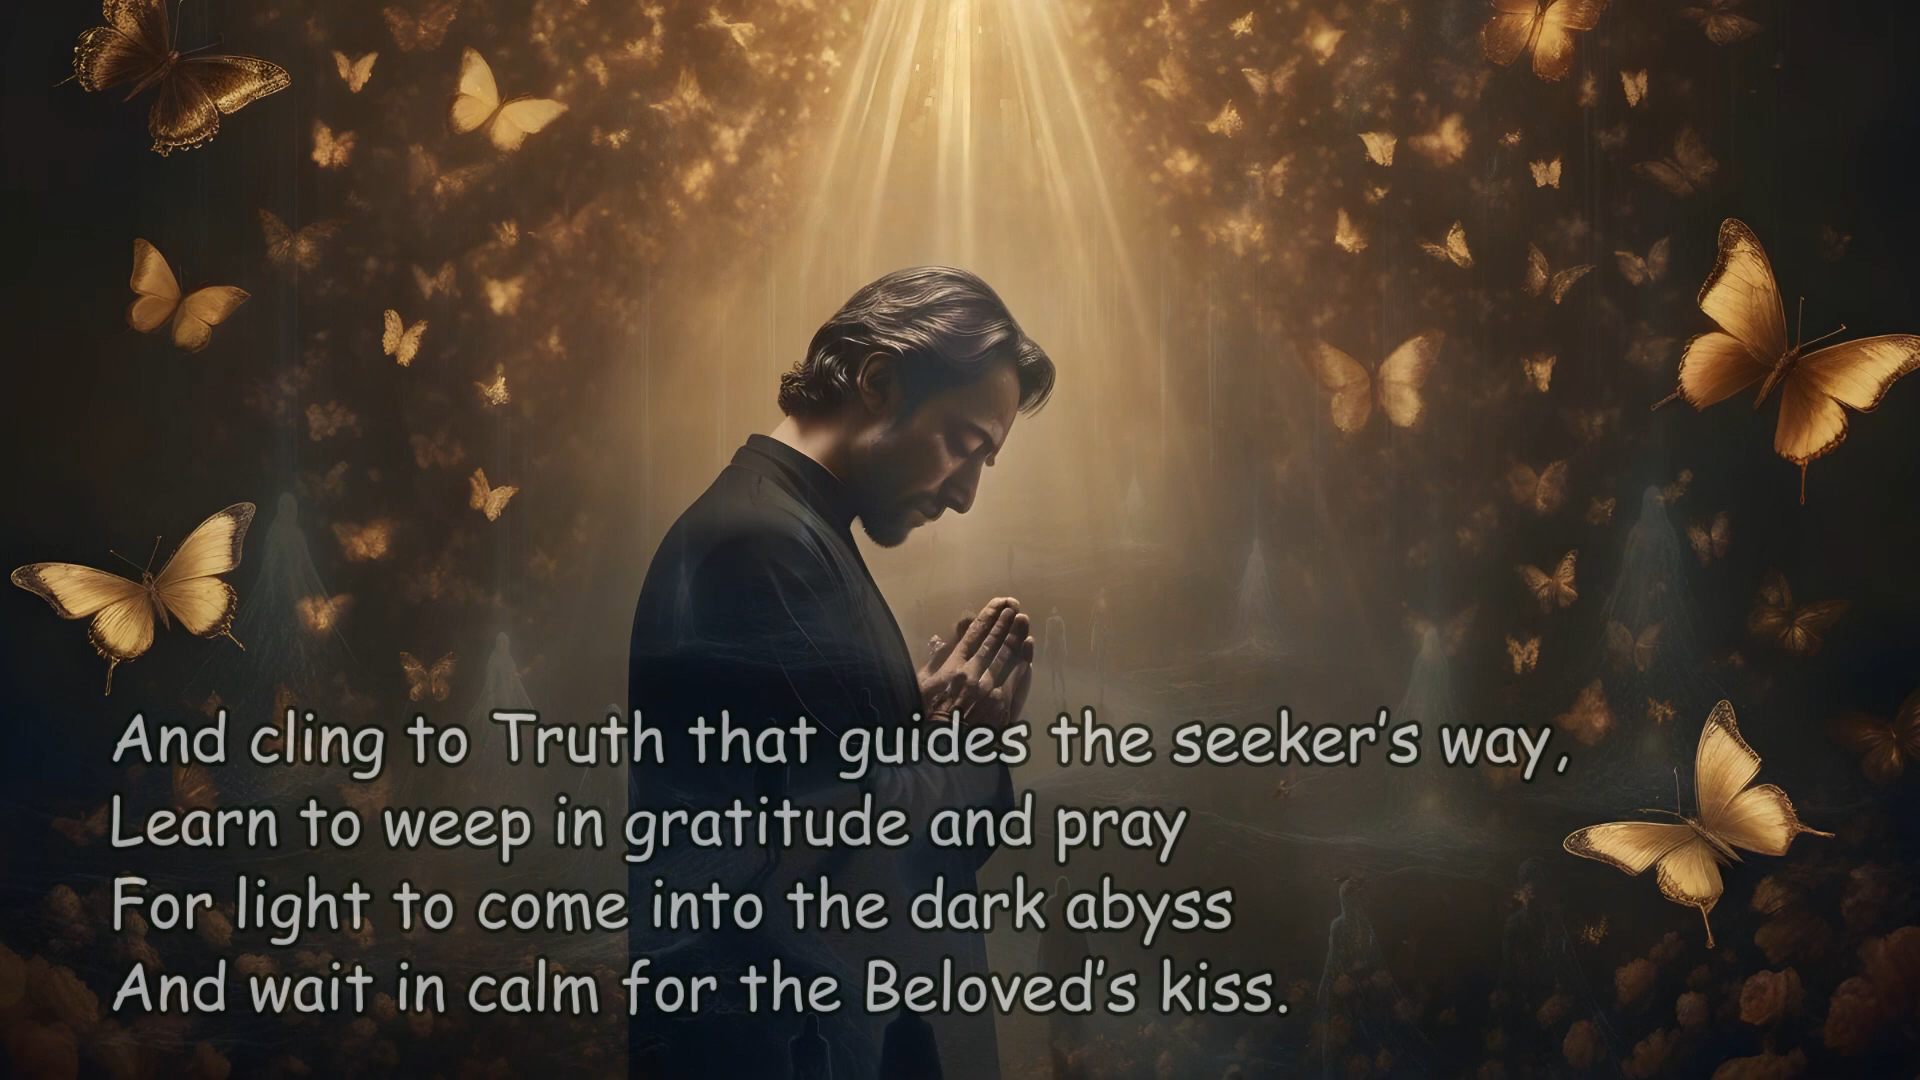 And cling to Truth that guides the seeker’s way,
Learn to weep in gratitude and pray
For light to come into the dark abyss
And wait in calm for the Beloved’s kiss.